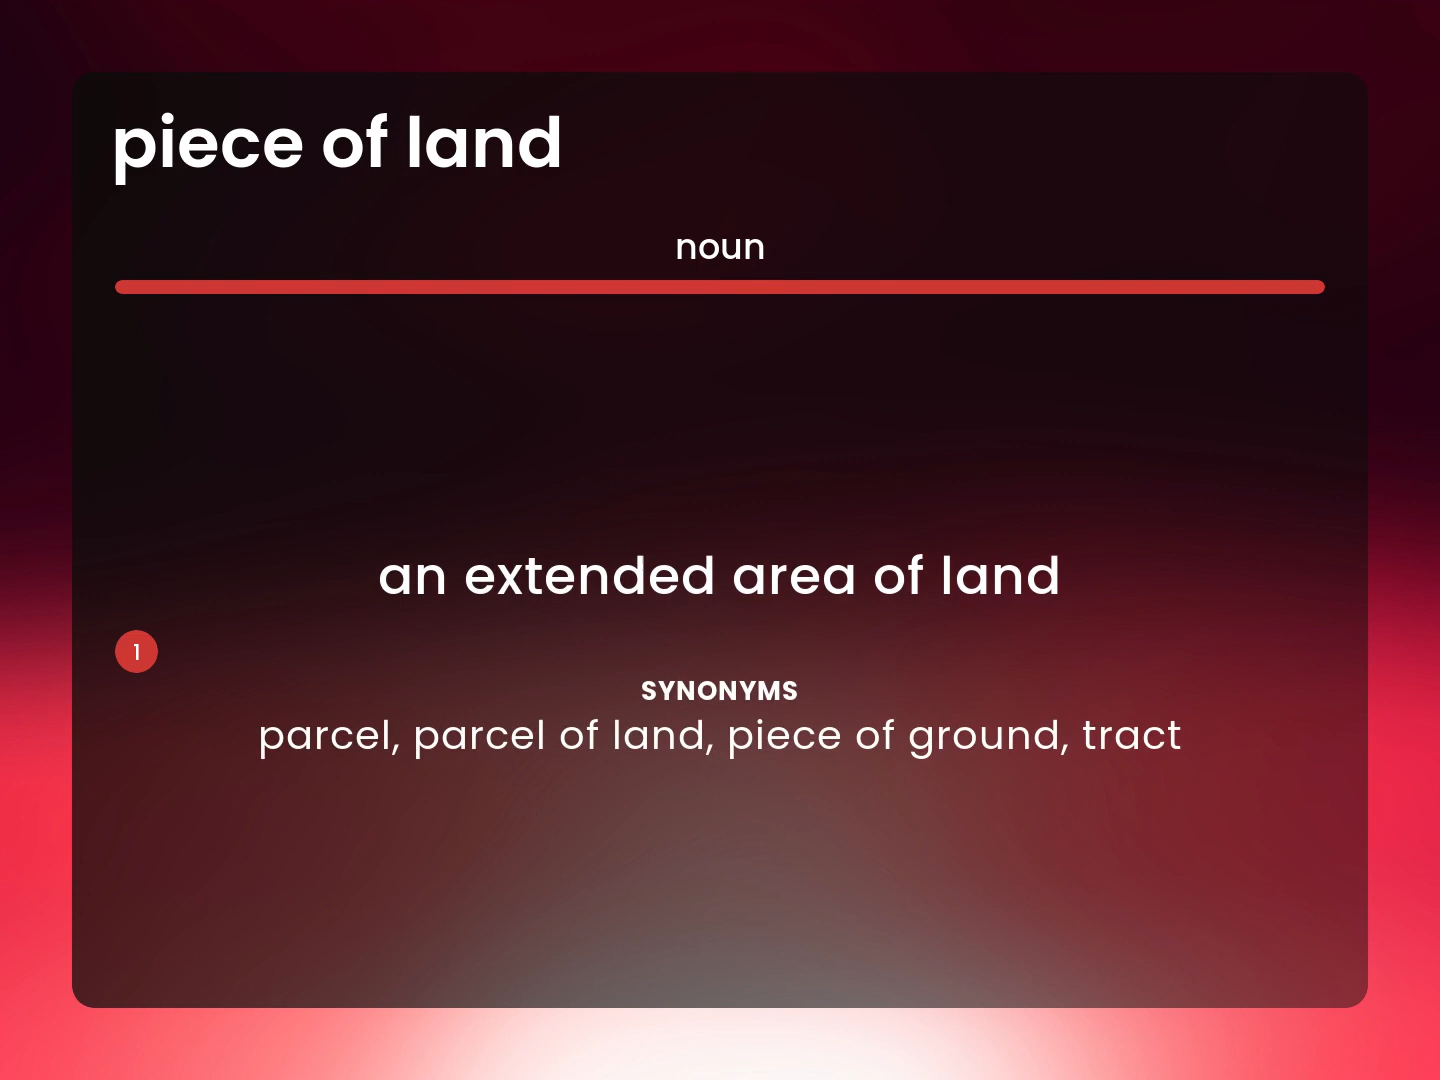 piece of land
noun
an extended area of land
1
SYNONYMS
parcel, parcel of land, piece of ground, tract